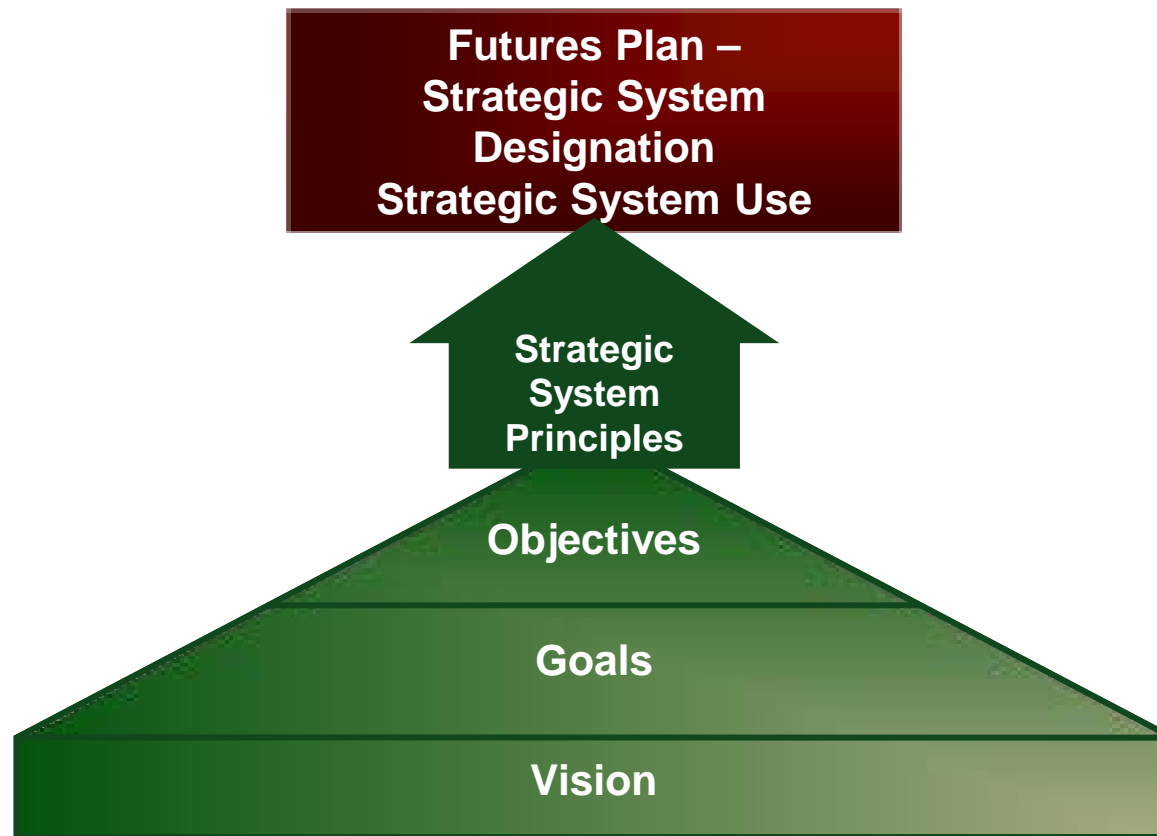 Futures Plan –
Strategic System
Designation
Strategic System Use
Strategic
System
Principles
Objectives
Goals
Vision